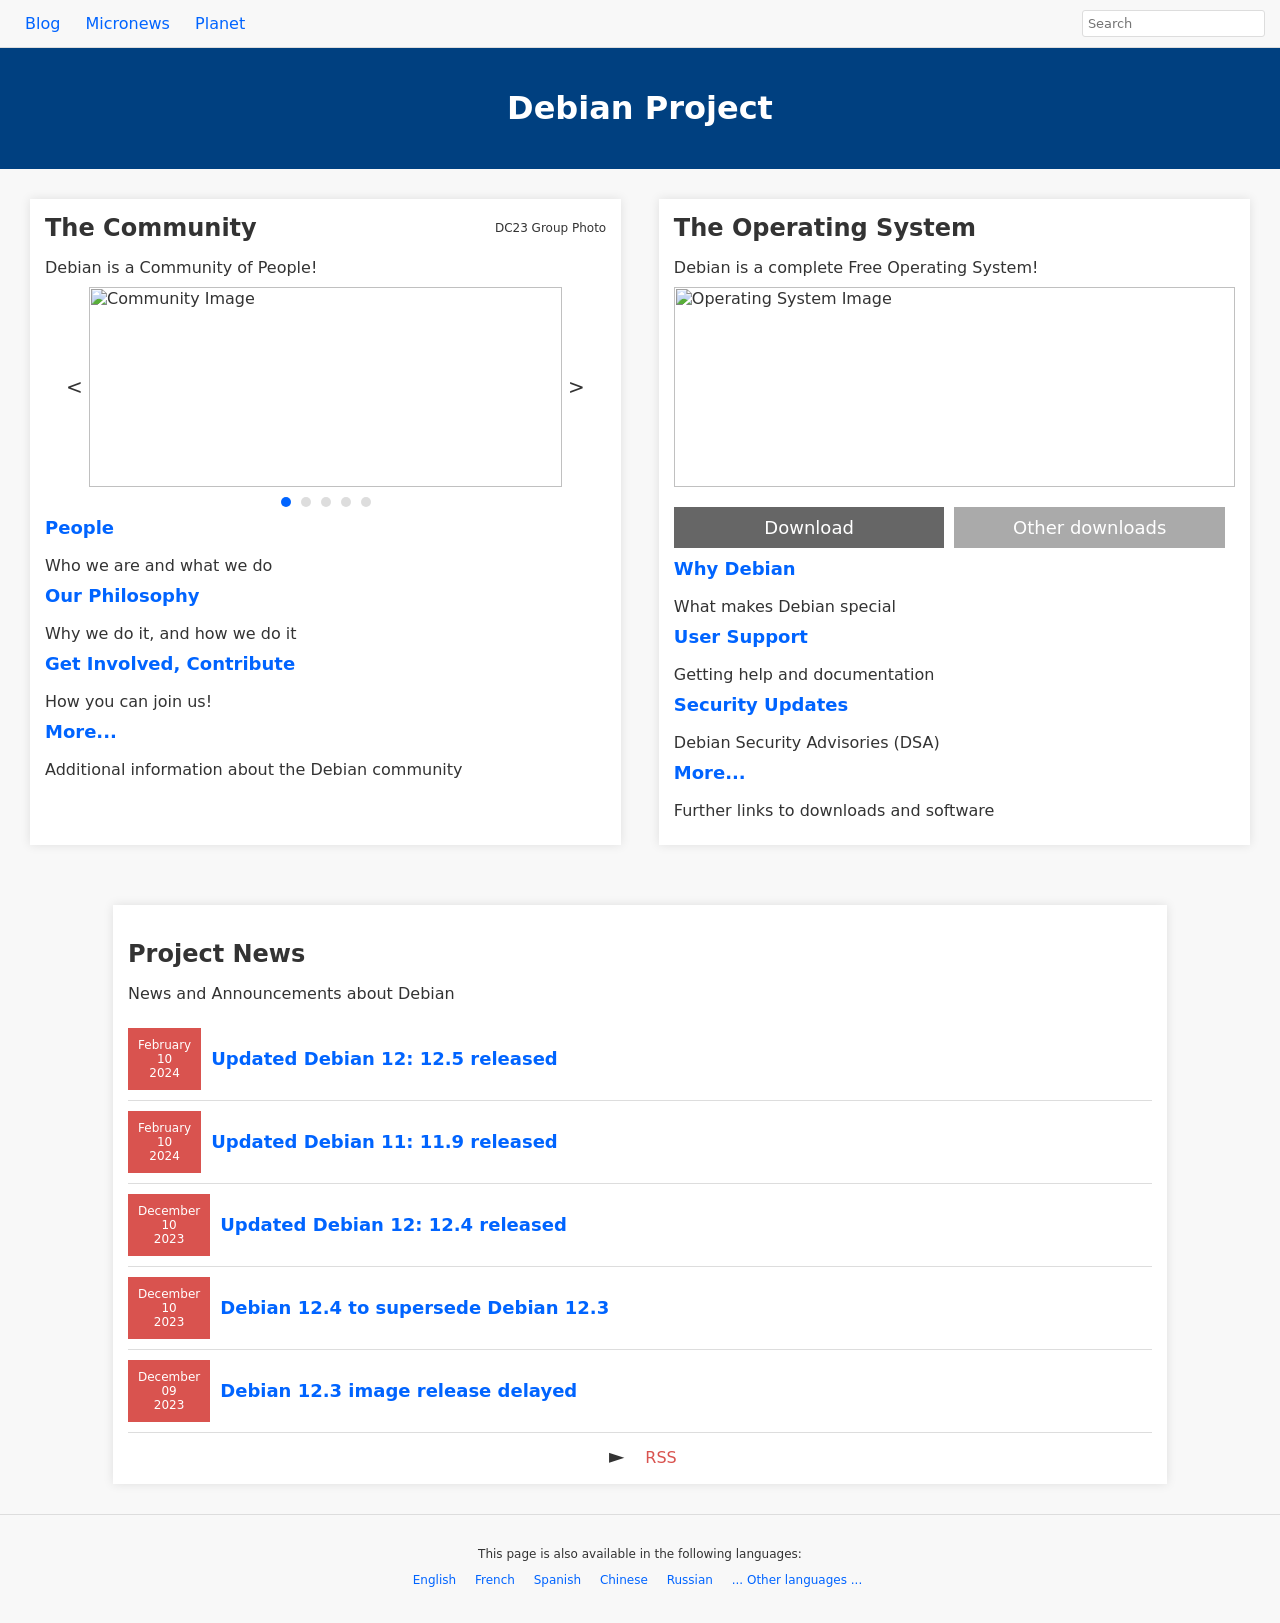 Blog Micronews Planet Search
Debian Project
The Community DC23 Group Photo
Debian is a Community of People!
Community Image
< >
People
Who we are and what we do
Our Philosophy
Why we do it, and how we do it
Get Involved, Contribute
How you can join us!
More...
Additional information about the Debian community
The Operating System
Debian is a complete Free Operating System!
Operating System Image
Download Other downloads
Why Debian
What makes Debian special
User Support
Getting help and documentation
Security Updates
Debian Security Advisories (DSA)
More...
Further links to downloads and software
Project News
News and Announcements about Debian
February
10
2024
Updated Debian 12: 12.5 released
February
10
2024
Updated Debian 11: 11.9 released
December
10
2023
Updated Debian 12: 12.4 released
December
10
2023
Debian 12.4 to supersede Debian 12.3
December
09
2023
Debian 12.3 image release delayed
► RSS
This page is also available in the following languages:
English French Spanish Chinese Russian ... Other languages ...